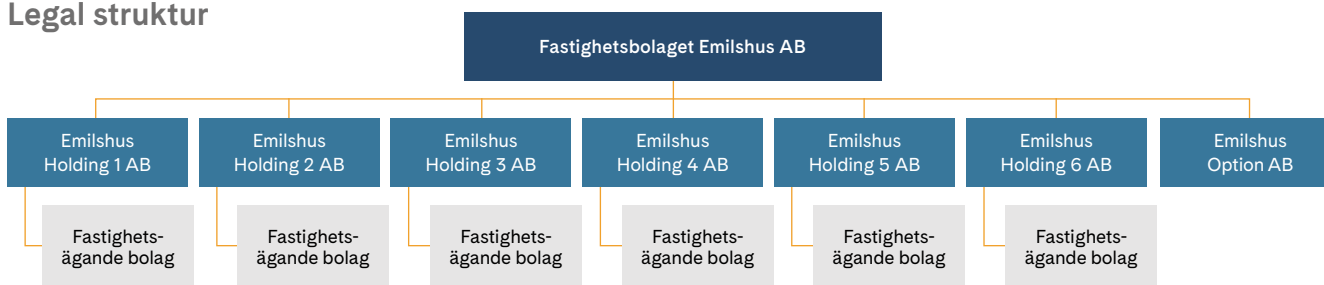 Legal struktur
Fastighetsbolaget Emilshus AB
Emilshus
Holding 1 AB
Emilshus
Holding 2 AB
Emilshus
Holding 3 AB
Emilshus
Holding 4 AB
Emilshus
Holding 5 AB
Emilshus
Holding 6 AB
Emilshus
Option AB
Fastighets-
ägande bolag
Fastighets-
ägande bolag
Fastighets-
ägande bolag
Fastighets-
ägande bolag
Fastighets-
ägande bolag
Fastighets-
ägande bolag